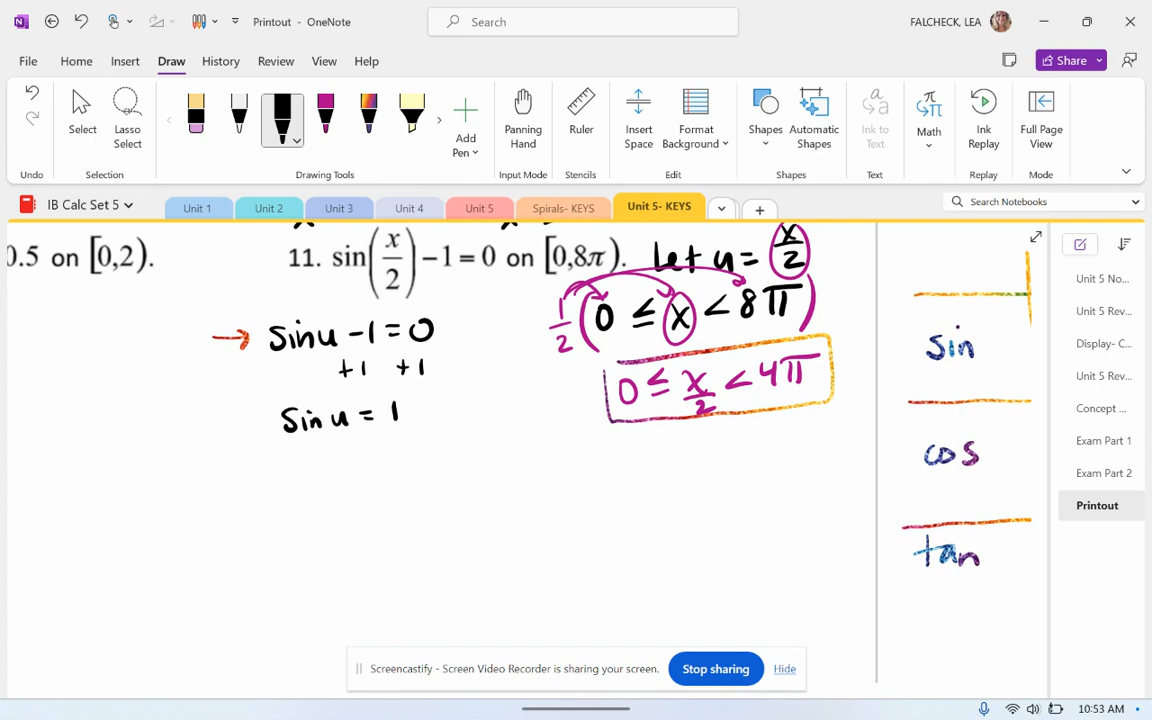 Printout - OneNote
Search
FALCHECK, LEA
File Home Insert Draw History Review View Help
Share
Undo
Select
Lasso Select
Selection
Add Pen
Drawing Tools
Panning Hand
Input Mode
Ruler
Stencils
Insert Space
Format Background
Edit
Shapes
Automatic Shapes
Shapes
Ink to Text
Text
Math
Ink Replay
Replay
Full Page View
Mode
IB Calc Set 5
Unit 1
Unit 2
Unit 3
Unit 4
Unit 5
Spirals- KEYS
Unit 5- KEYS
Search Notebooks
0.5 on [0,2).
11. sin(x/2) − 1 = 0 on [0,8π).
Let u = x/2
1/2 (0 ≤ x < 8π)
0 ≤ x/2 < 4π
→ sin u − 1 = 0
+1 +1
sin u = 1
sin
cos
tan
Unit 5 No...
Unit 5 Rev...
Display- C...
Unit 5 Rev...
Concept ...
Exam Part 1
Exam Part 2
Printout
Screencastify - Screen Video Recorder is sharing your screen.
Stop sharing
Hide
10:53 AM